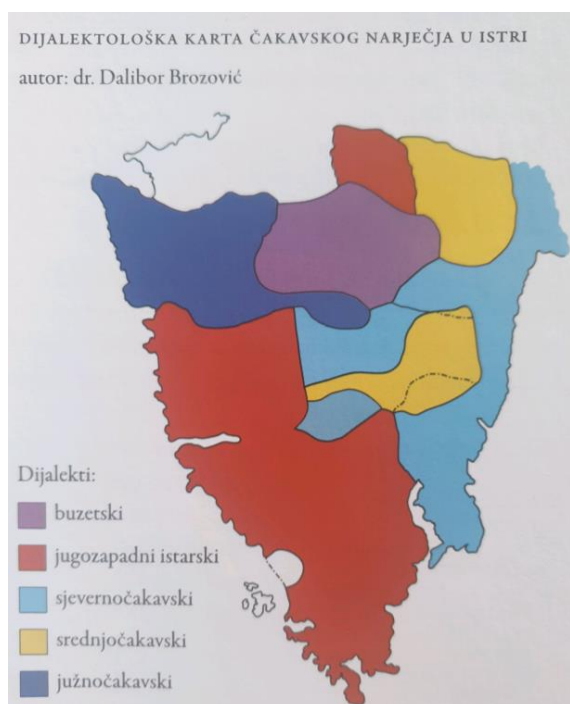 DIJALEKTOLOŠKA KARTA ČAKAVSKOG NARJEČJA U ISTRI
autor: dr. Dalibor Brozović
Dijalekti:
buzetski
jugozapadni istarski
sjevernočakavski
srednjočakavski
južnočakavski